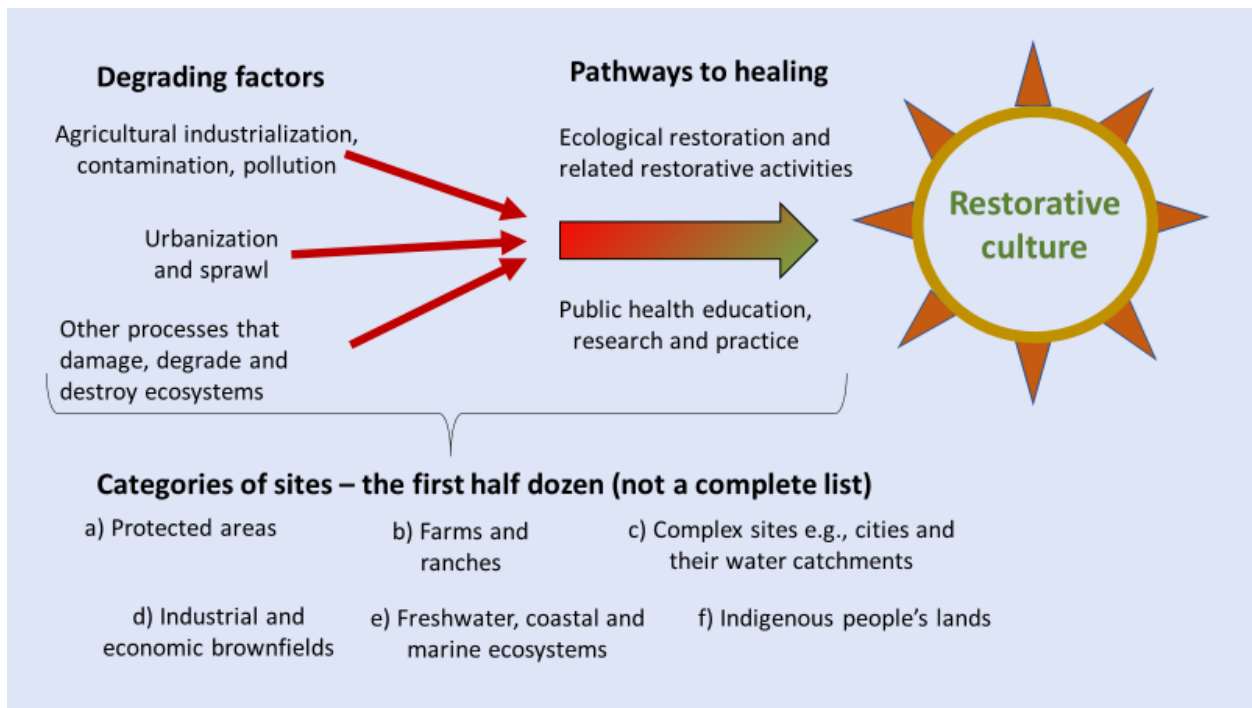 Degrading factors
Agricultural industrialization,
contamination, pollution
Urbanization
and sprawl
Other processes that
damage, degrade and
destroy ecosystems
Pathways to healing
Ecological restoration and
related restorative activities
Public health education,
research and practice
Restorative
culture
Categories of sites – the first half dozen (not a complete list)
a) Protected areas
b) Farms and
ranches
c) Complex sites e.g., cities and
their water catchments
d) Industrial and
economic brownfields
e) Freshwater, coastal and
marine ecosystems
f) Indigenous people’s lands